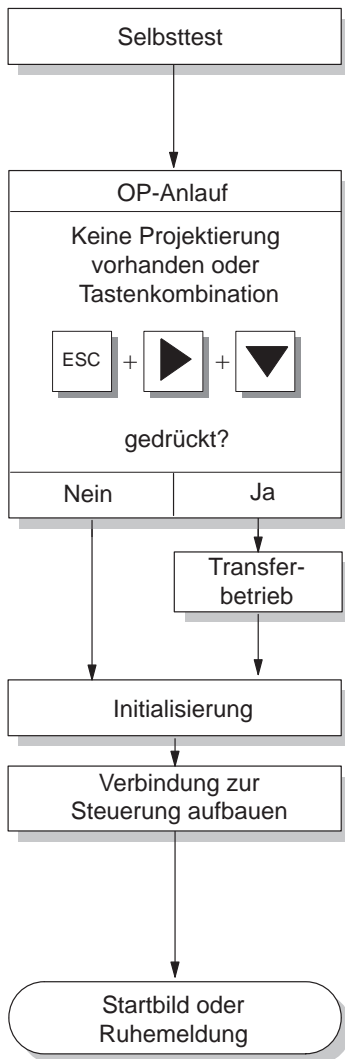 Selbsttest
OP-Anlauf
Keine Projektierung
vorhanden oder
Tastenkombination
ESC + +
gedrückt?
Nein Ja
Transfer-
betrieb
Initialisierung
Verbindung zur
Steuerung aufbauen
Startbild oder
Ruhemeldung